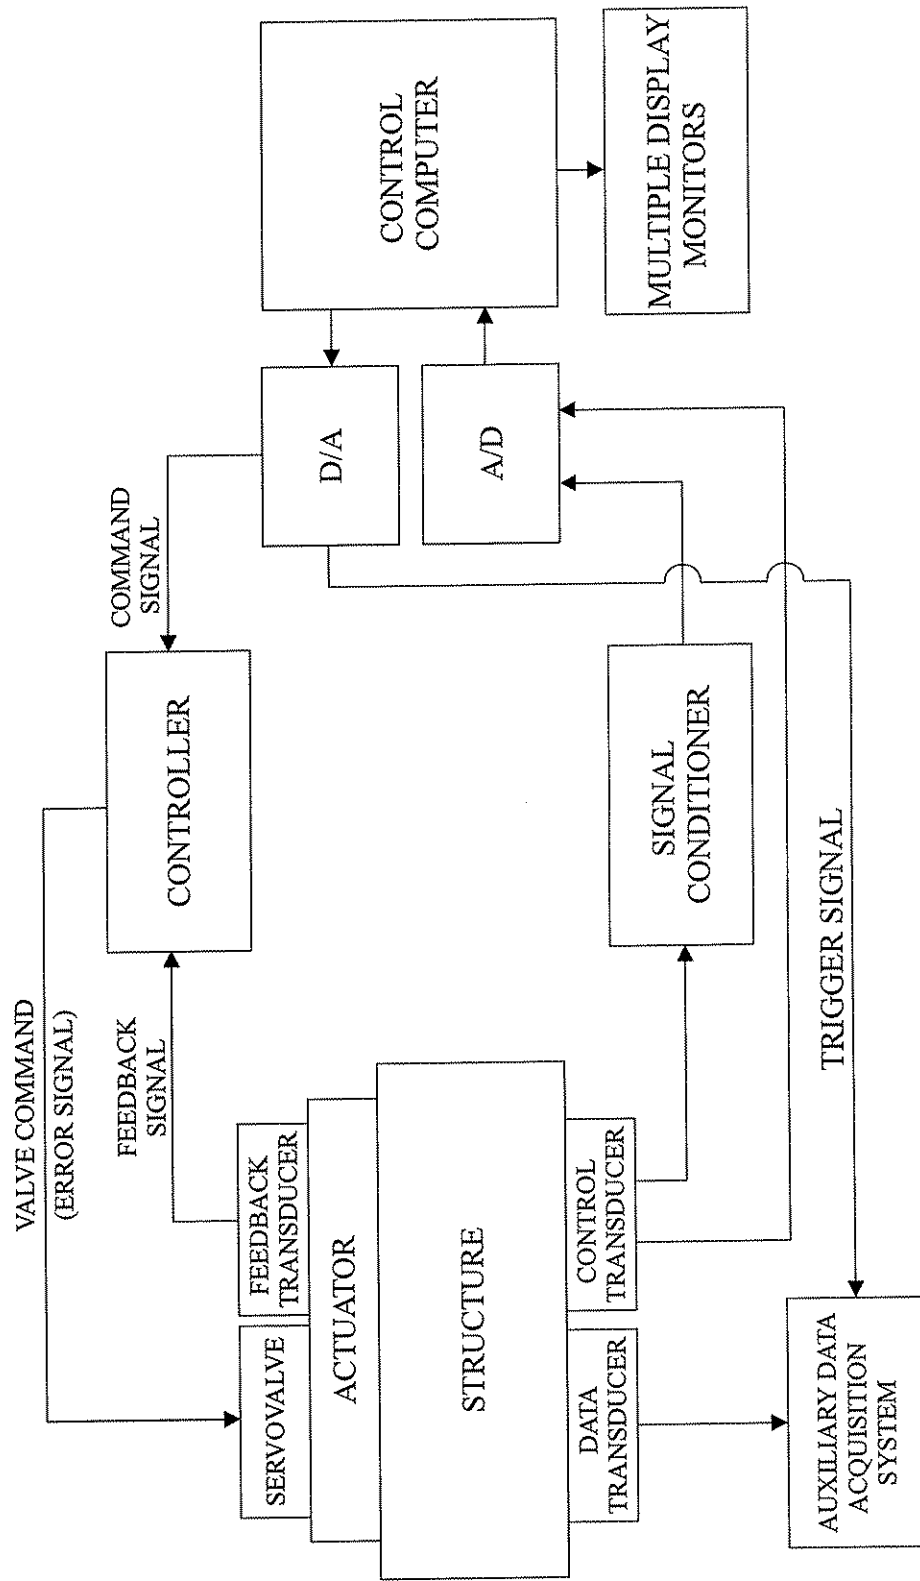 VALVE COMMAND
(ERROR SIGNAL)
FEEDBACK
SIGNAL
COMMAND
SIGNAL
CONTROLLER
SERVOVALVE
FEEDBACK
TRANSDUCER
ACTUATOR
STRUCTURE
DATA
TRANSDUCER
CONTROL
TRANSDUCER
D/A
A/D
CONTROL
COMPUTER
SIGNAL
CONDITIONER
MULTIPLE DISPLAY
MONITORS
TRIGGER SIGNAL
AUXILIARY DATA
ACQUISITION
SYSTEM